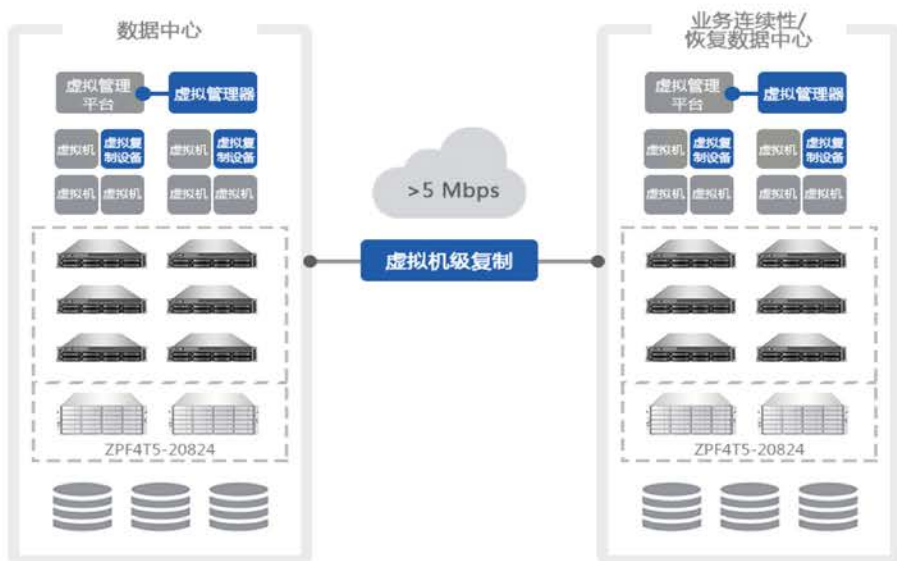 数据中心
虚拟管理
平台
虚拟管理器
虚拟机
虚拟复
制设备
虚拟机
虚拟复
制设备
虚拟机
虚拟机
虚拟机
虚拟机
ZPF4T5-20824
>5 Mbps
虚拟机级复制
业务连续性/
恢复数据中心
虚拟管理
平台
虚拟管理器
虚拟机
虚拟复
制设备
虚拟机
虚拟复
制设备
虚拟机
虚拟机
虚拟机
虚拟机
ZPF4T5-20824